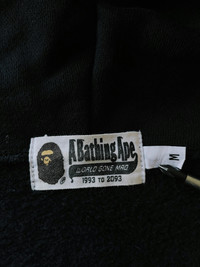 A Bathing Ape
WORLD GONE MAD
1993 TO 2093
M